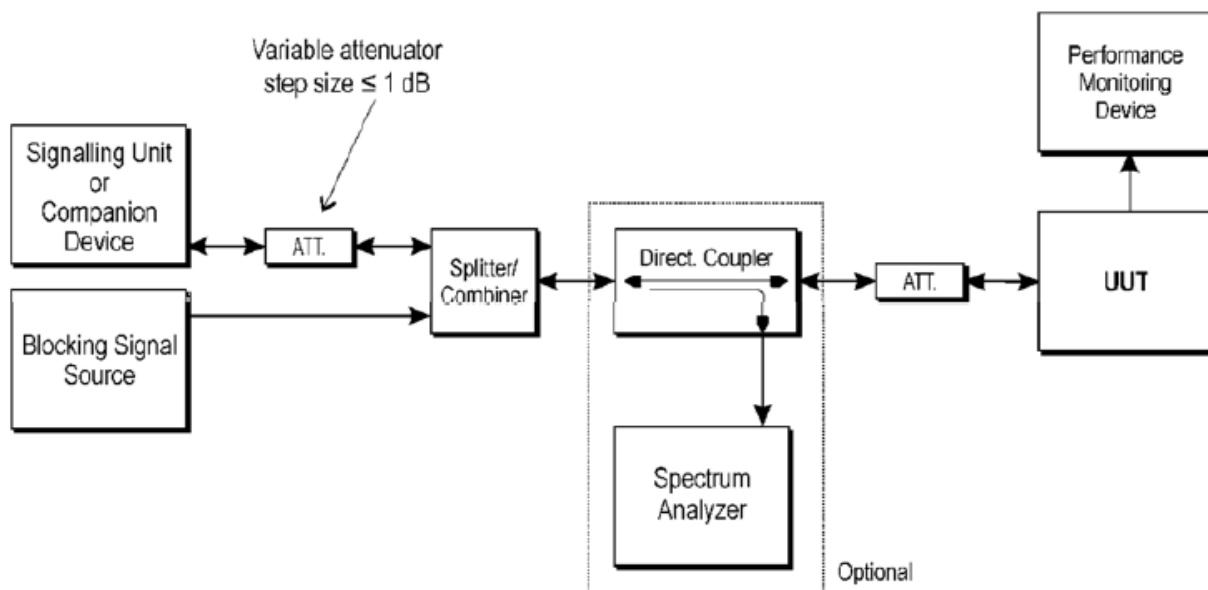 Variable attenuator
step size ≤ 1 dB
Signalling Unit
or
Companion
Device
ATT.
Splitter/
Combiner
Blocking Signal
Source
Direct. Coupler
Spectrum
Analyzer
Optional
ATT.
Performance
Monitoring
Device
UUT